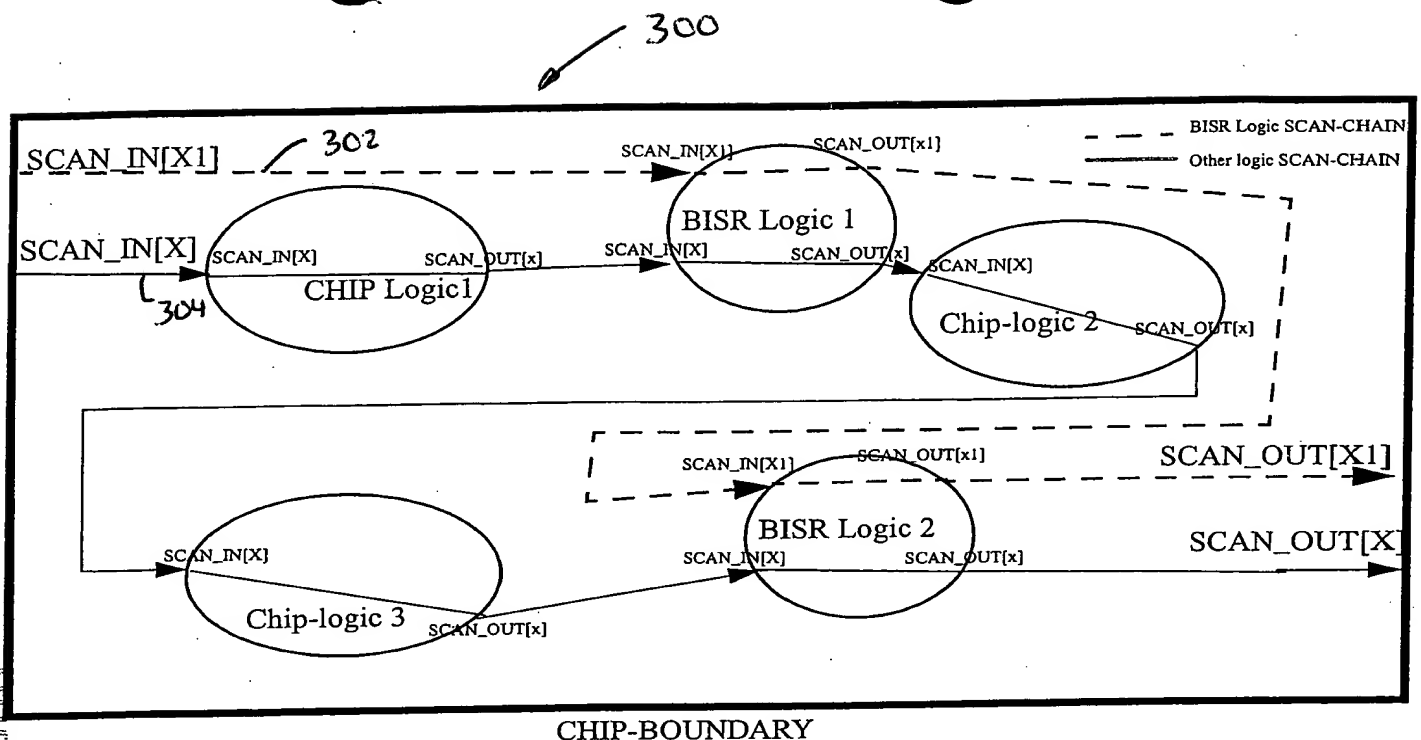 300
SCAN_IN[X1]
302
SCAN_IN[X1]
SCAN_OUT[x1]
BISR Logic SCAN-CHAIN
Other logic SCAN-CHAIN
BISR Logic 1
SCAN_IN[X]
SCAN_IN[X]
SCAN_OUT[x]
CHIP Logic1
304
SCAN_IN[X]
SCAN_OUT[x]
SCAN_IN[X]
Chip-logic 2
SCAN_OUT[x]
SCAN_IN[X1]
SCAN_OUT[x1]
SCAN_OUT[X1]
BISR Logic 2
SCAN_IN[X]
SCAN_OUT[x]
SCAN_OUT[X]
SCAN_IN[X]
Chip-logic 3
SCAN_OUT[x]
CHIP-BOUNDARY